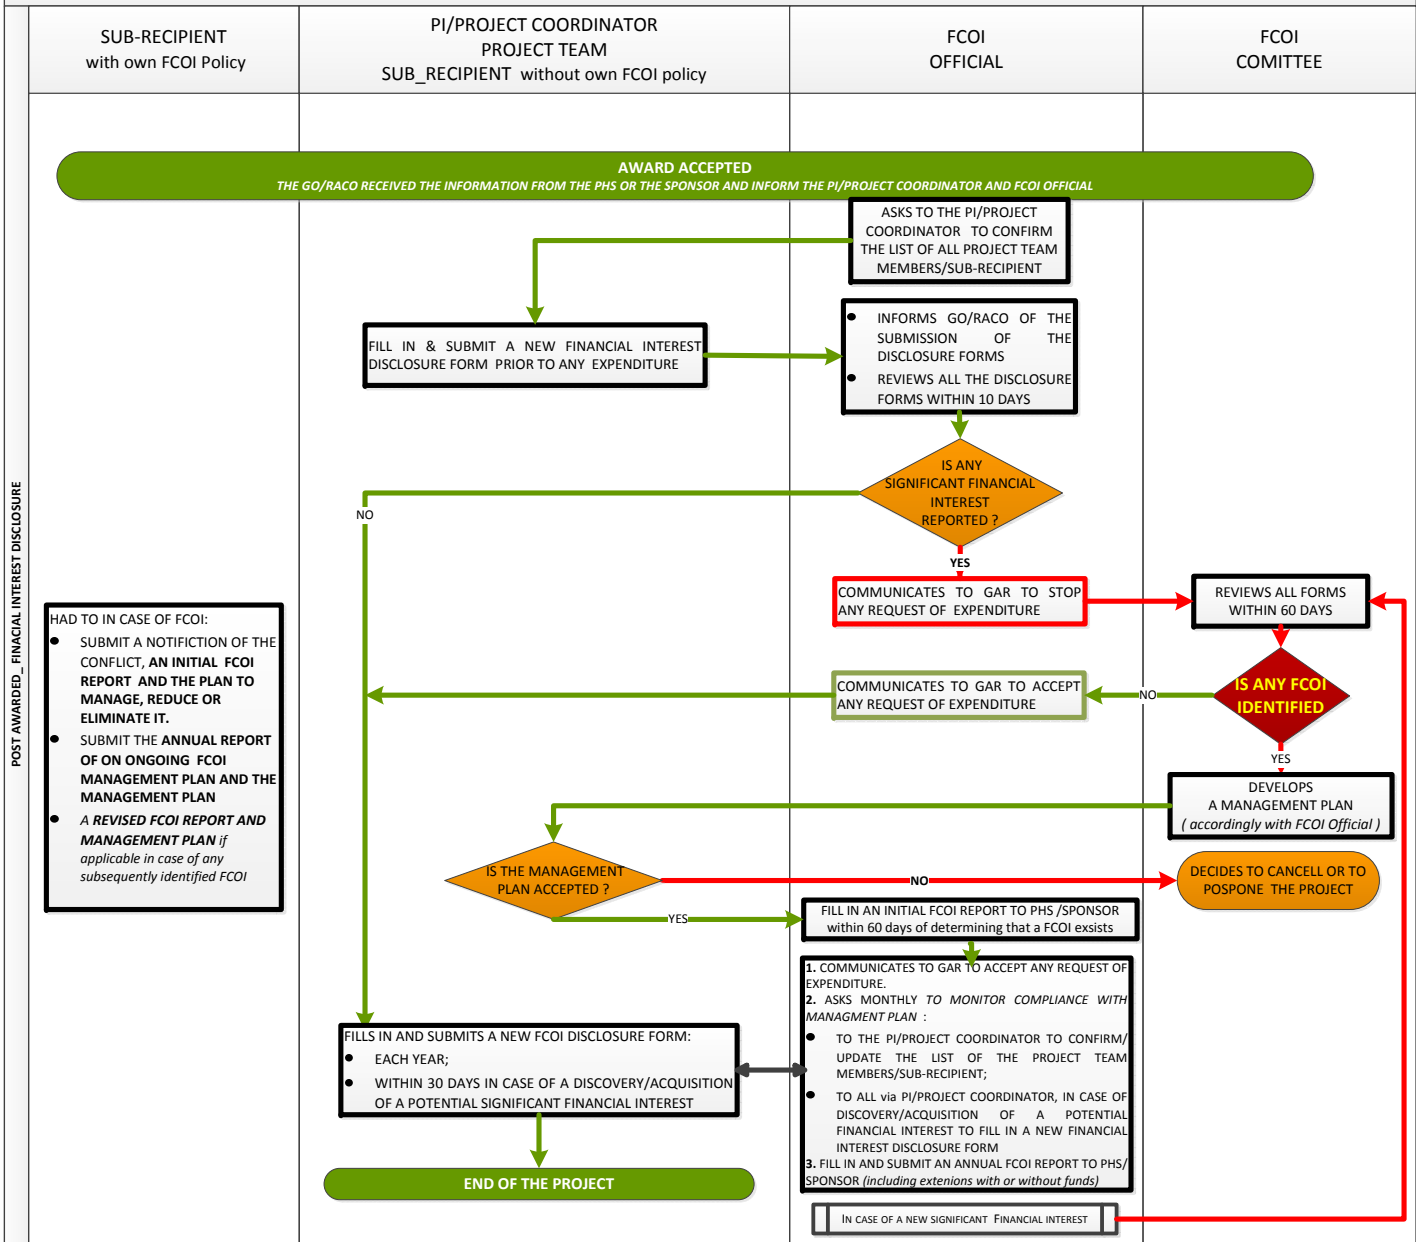 SUB-RECIPIENT
with own FCOI Policy
PI/PROJECT COORDINATOR
PROJECT TEAM
SUB_RECIPIENT without own FCOI policy
FCOI
OFFICIAL
FCOI
COMITTEE
POST AWARDED_ FINACIAL INTEREST DISCLOSURE
AWARD ACCEPTED
THE GO/RACO RECEIVED THE INFORMATION FROM THE PHS OR THE SPONSOR AND INFORM THE PI/PROJECT COORDINATOR AND FCOI OFFICIAL
ASKS TO THE PI/PROJECT
COORDINATOR TO CONFIRM
THE LIST OF ALL PROJECT TEAM
MEMBERS/SUB-RECIPIENT
FILL IN & SUBMIT A NEW FINANCIAL INTEREST
DISCLOSURE FORM PRIOR TO ANY EXPENDITURE
● INFORMS GO/RACO OF THE
SUBMISSION OF THE
DISCLOSURE FORMS
● REVIEWS ALL THE DISCLOSURE
FORMS WITHIN 10 DAYS
IS ANY
SIGNIFICANT FINANCIAL
INTEREST
REPORTED ?
NO
YES
COMMUNICATES TO GAR TO STOP
ANY REQUEST OF EXPENDITURE
REVIEWS ALL FORMS
WITHIN 60 DAYS
HAD TO IN CASE OF FCOI:
● SUBMIT A NOTIFICTION OF THE
CONFLICT, AN INITIAL FCOI
REPORT AND THE PLAN TO
MANAGE, REDUCE OR
ELIMINATE IT.
● SUBMIT THE ANNUAL REPORT
OF ON ONGOING FCOI
MANAGEMENT PLAN AND THE
MANAGEMENT PLAN
● A REVISED FCOI REPORT AND
MANAGEMENT PLAN if
applicable in case of any
subsequently identified FCOI
COMMUNICATES TO GAR TO ACCEPT
ANY REQUEST OF EXPENDITURE
NO
IS ANY FCOI
IDENTIFIED
YES
DEVELOPS
A MANAGEMENT PLAN
( accordingly with FCOI Official )
IS THE MANAGEMENT
PLAN ACCEPTED ?
NO
DECIDES TO CANCELL OR TO
POSPONE THE PROJECT
YES
FILL IN AN INITIAL FCOI REPORT TO PHS /SPONSOR
within 60 days of determining that a FCOI exsists
1. COMMUNICATES TO GAR TO ACCEPT ANY REQUEST OF
EXPENDITURE.
2. ASKS MONTHLY TO MONITOR COMPLIANCE WITH
MANAGMENT PLAN :
● TO THE PI/PROJECT COORDINATOR TO CONFIRM/
UPDATE THE LIST OF THE PROJECT TEAM
MEMBERS/SUB-RECIPIENT;
● TO ALL via PI/PROJECT COORDINATOR, IN CASE OF
DISCOVERY/ACQUISITION OF A POTENTIAL
FINANCIAL INTEREST TO FILL IN A NEW FINANCIAL
INTEREST DISCLOSURE FORM
3. FILL IN AND SUBMIT AN ANNUAL FCOI REPORT TO PHS/
SPONSOR (including extenions with or without funds)
FILLS IN AND SUBMITS A NEW FCOI DISCLOSURE FORM:
● EACH YEAR;
● WITHIN 30 DAYS IN CASE OF A DISCOVERY/ACQUISITION
OF A POTENTIAL SIGNIFICANT FINANCIAL INTEREST
END OF THE PROJECT
IN CASE OF A NEW SIGNIFICANT FINANCIAL INTEREST